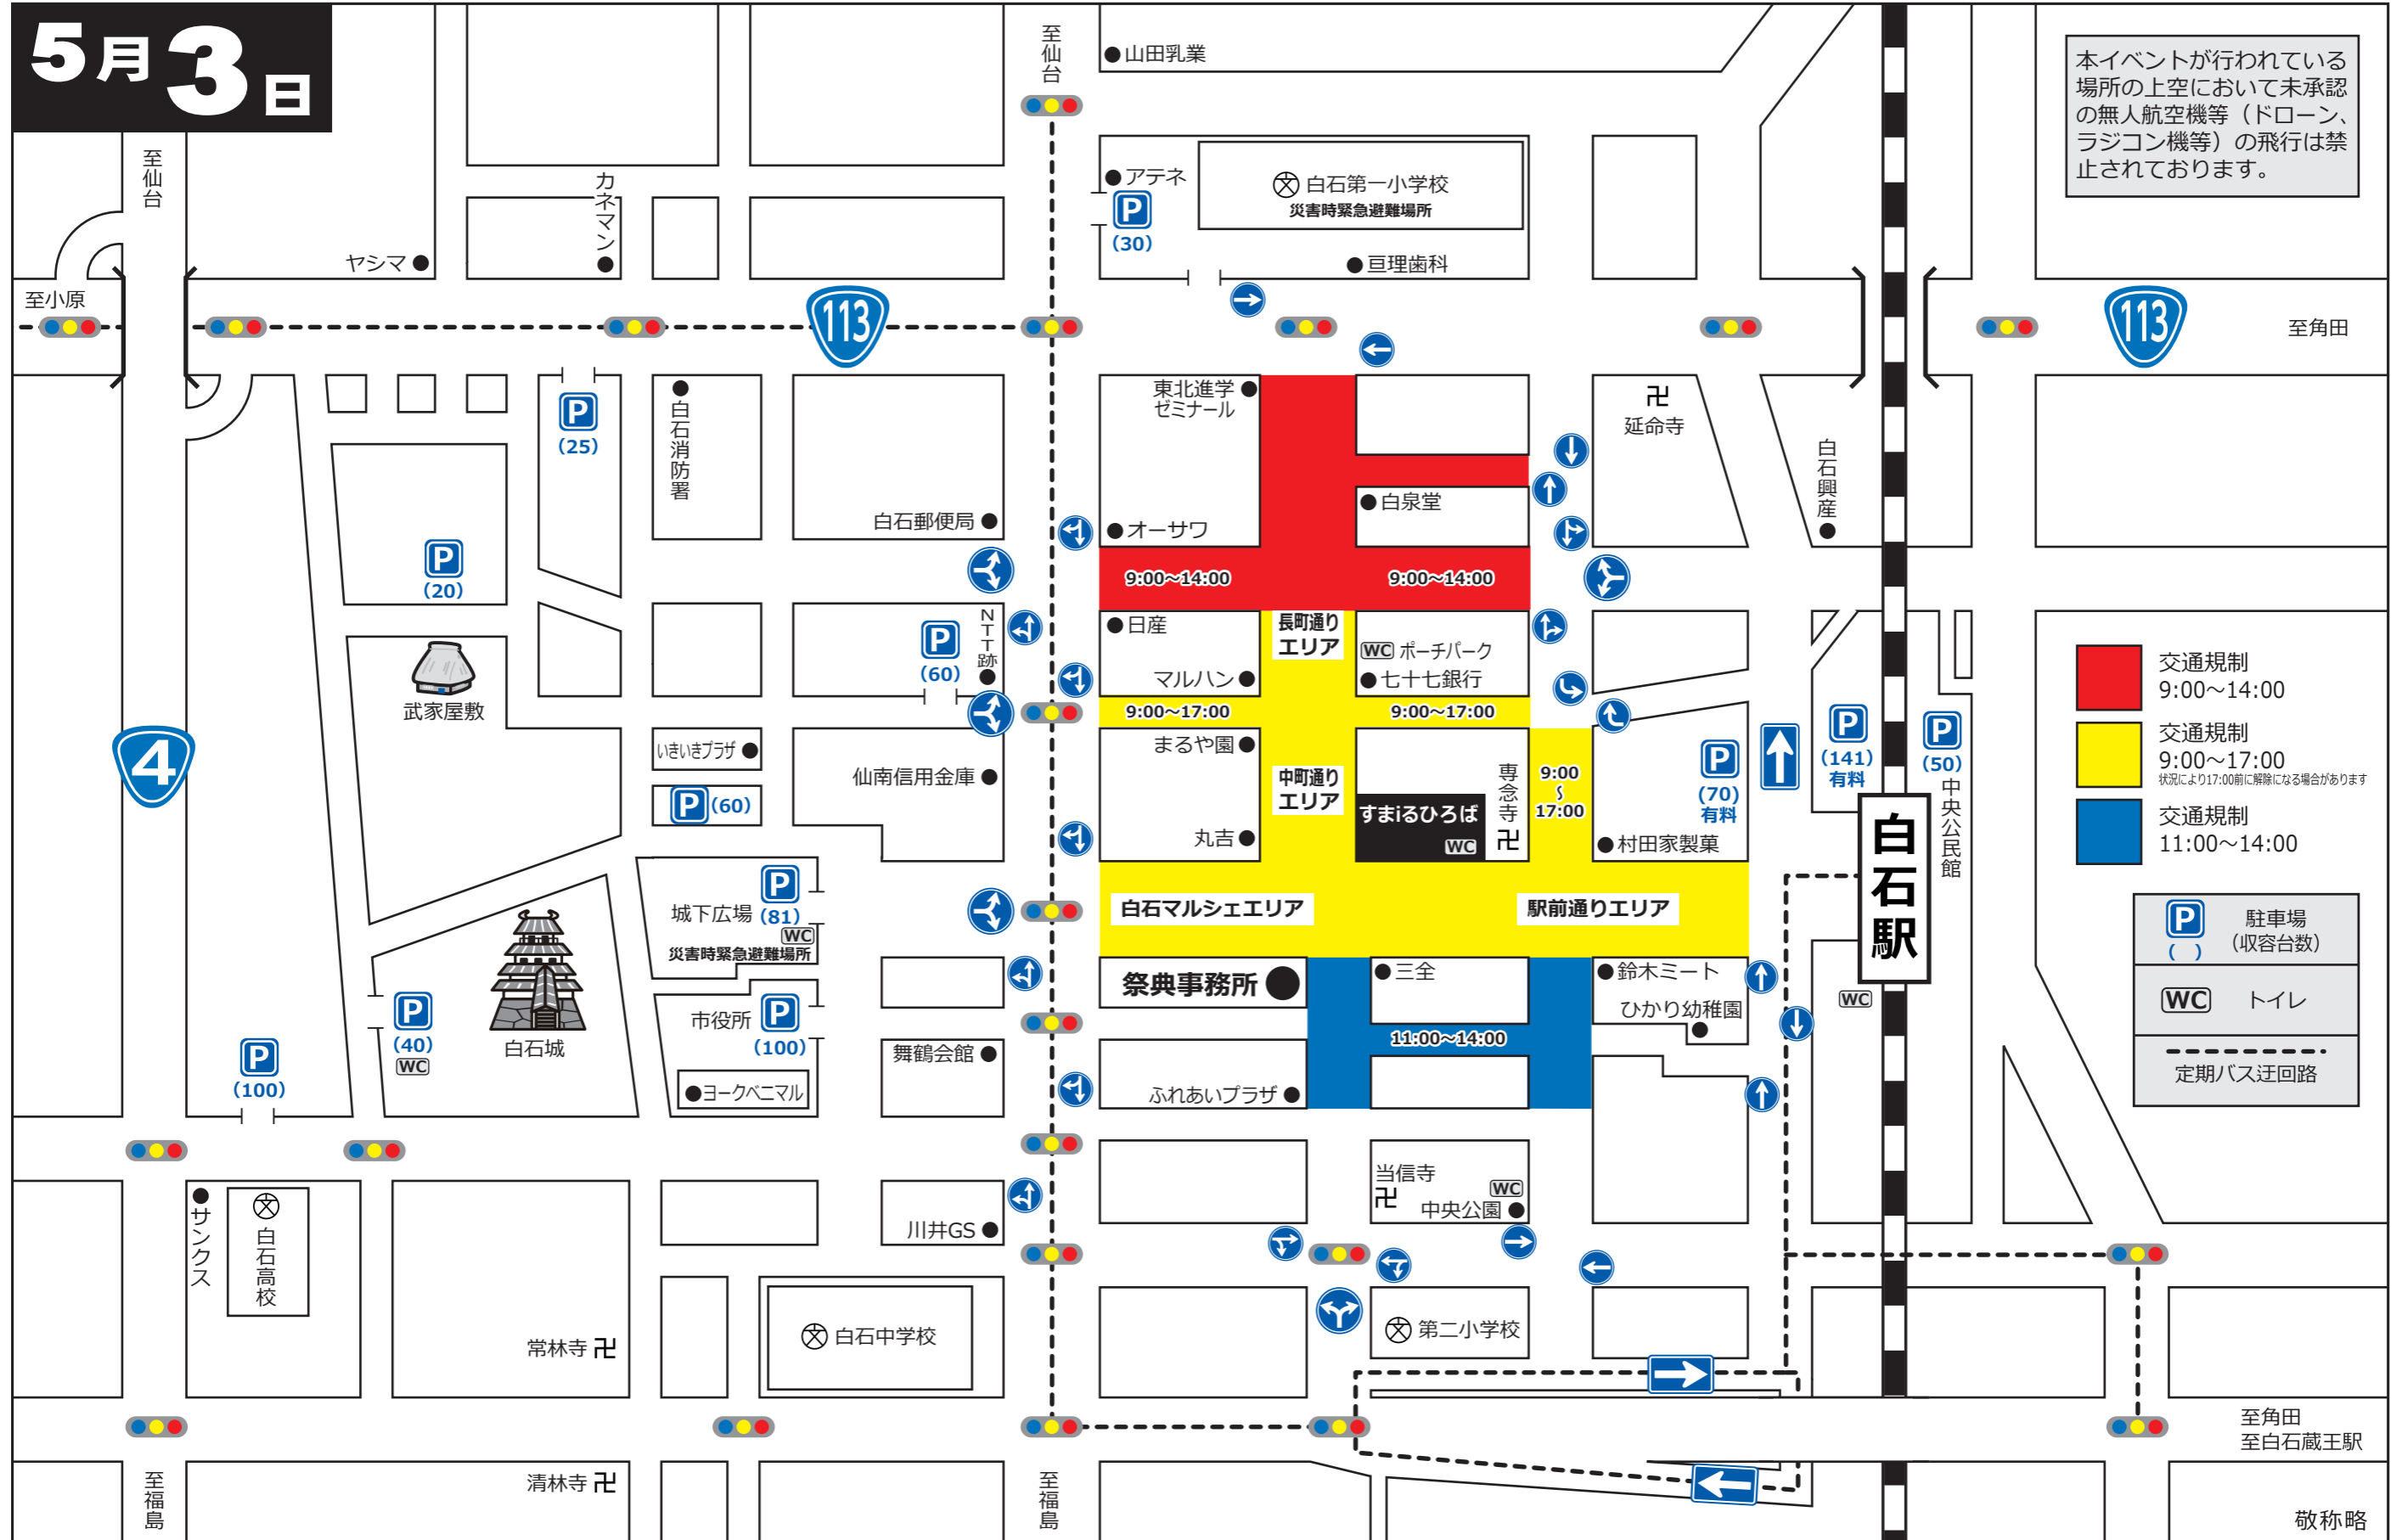 5月3日
本イベントが行われている
場所の上空において未承認
の無人航空機等（ドローン、
ラジコン機等）の飛行は禁
止されております。
至仙台
至仙台
山田乳業
カネマン
アテネ
P
(30)
白石第一小学校
災害時緊急避難場所
ヤシマ
亘理歯科
至小原
113
113
至角田
P
(25)
白石消防署
東北進学
ゼミナール
延命寺
白石興産
白石郵便局
オーサワ
白泉堂
P
(20)
9:00～14:00
9:00～14:00
武家屋敷
P
(60)
NTT跡
日産
マルハン
長町通り
エリア
WC ポーチパーク
七十七銀行
9:00～17:00
9:00～17:00
4
いきいきプラザ
P (60)
仙南信用金庫
まるや園
中町通り
エリア
丸吉
すまiるひろば
WC
専念寺
9:00
～
17:00
P
(70)
有料
村田家製菓
P
(141)
有料
P
(50)
中央公民館
交通規制
9:00～14:00
交通規制
9:00～17:00
状況により17:00前に解除になる場合があります
交通規制
11:00～14:00
白石駅
WC
城下広場
P
(81)
WC
災害時緊急避難場所
白石マルシェエリア
駅前通りエリア
P
( )
駐車場
（収容台数）
WC
トイレ
定期バス迂回路
白石城
P
(40)
WC
P
(100)
市役所
P
(100)
ヨークベニマル
舞鶴会館
祭典事務所
三全
鈴木ミート
ひかり幼稚園
11:00～14:00
ふれあいプラザ
サンクス
白石高校
川井GS
当信寺
WC
中央公園
常林寺
白石中学校
第二小学校
清林寺
至福島
至福島
至角田
至白石蔵王駅
敬称略